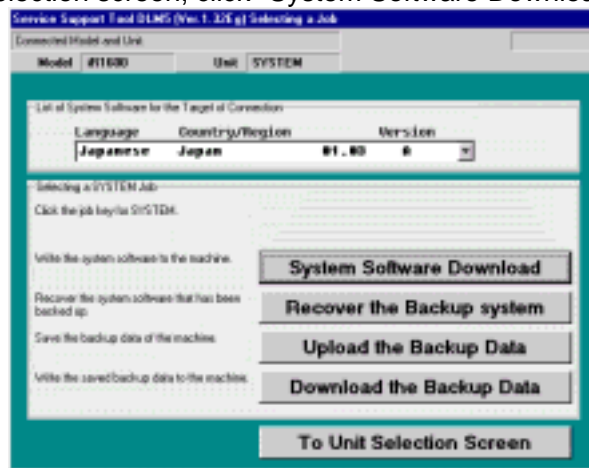 selection screen, click "System Software Download
Service Support Tool DLMS (Ver.1.32Eg) Selecting a Job
Connected Model and Unit
Model iR1600 Unit SYSTEM
List of System Software for the Target of Connection
Language Country/Region Version
Japanese Japan 01.00 A
Selecting a SYSTEM Job
Click the job key for SYSTEM.
Write the system software to the machine.
System Software Download
Recover the system software that has been
backed up.
Recover the Backup system
Save the backup data of the machine.
Upload the Backup Data
Write the saved backup data to the machine.
Download the Backup Data
To Unit Selection Screen